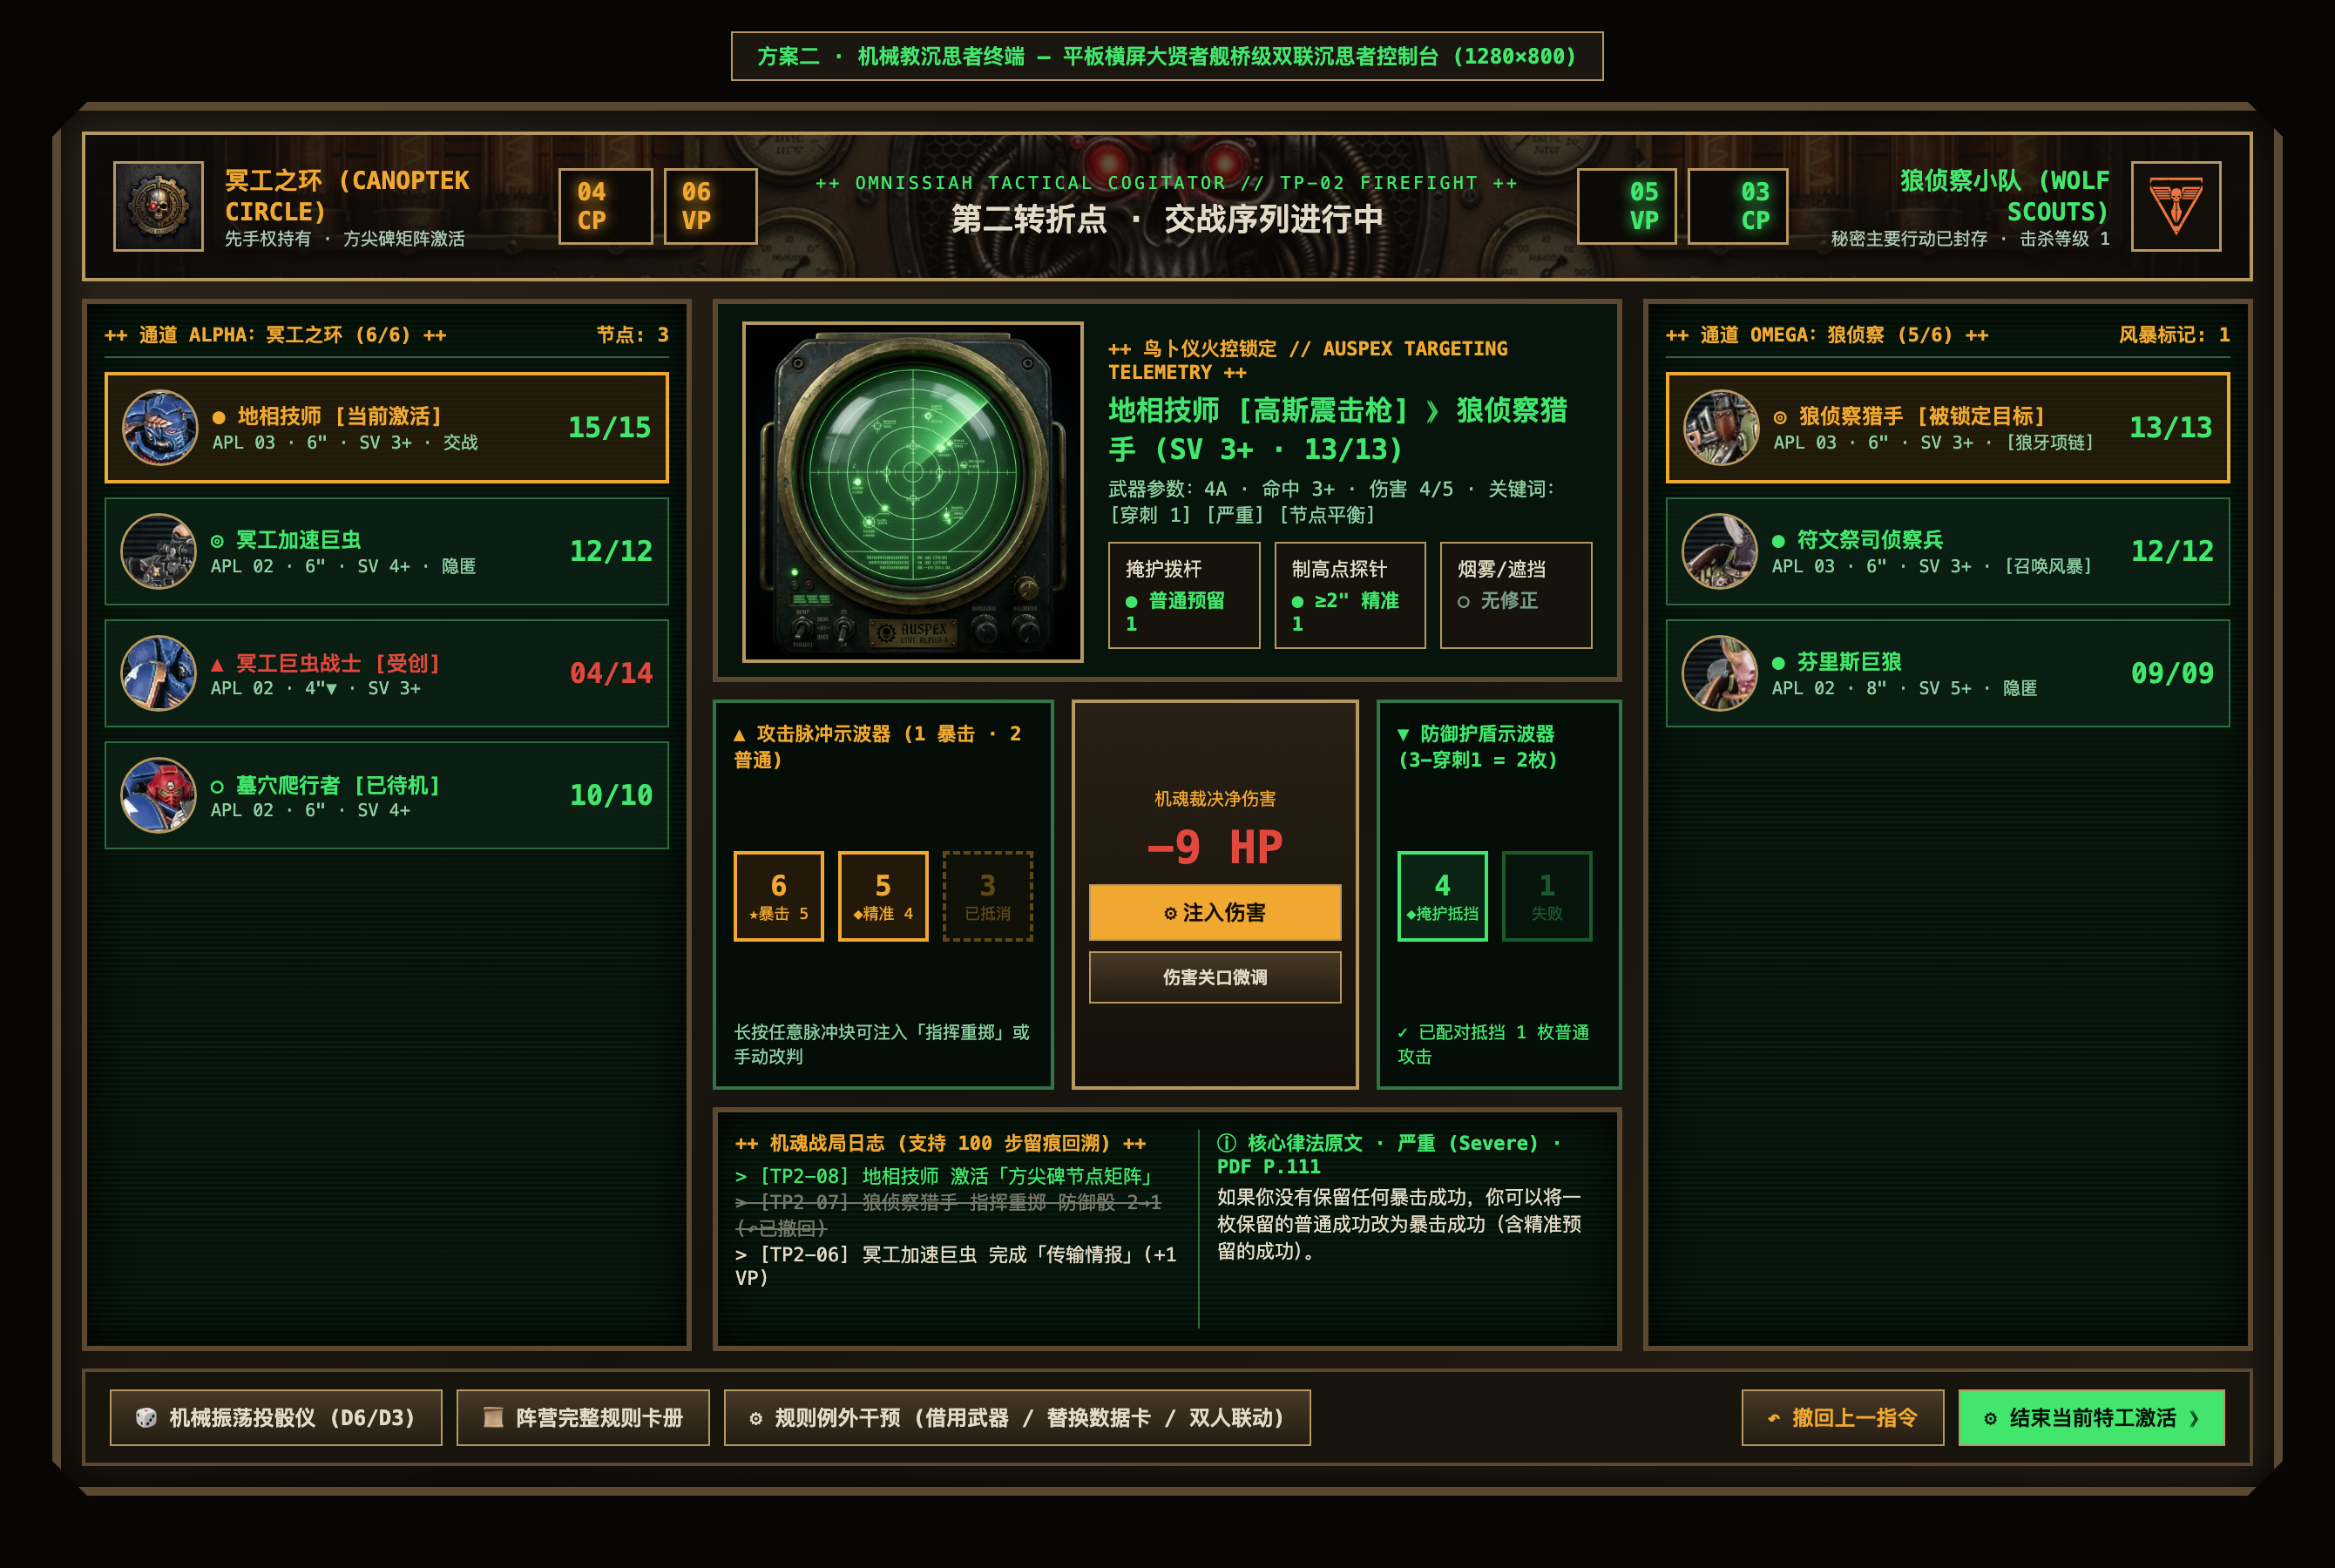 方案二 · 机械教沉思者终端 — 平板横屏大贤者舰桥级双联沉思者控制台 (1280×800)
冥工之环 (CANOPTEK
CIRCLE)
先手权持有 · 方尖碑矩阵激活
04
CP
06
VP
++ OMNISSIAH TACTICAL COGITATOR // TP-02 FIREFIGHT ++
第二转折点 · 交战序列进行中
05
VP
03
CP
狼侦察小队 (WOLF
SCOUTS)
秘密主要行动已封存 · 击杀等级 1
++ 通道 ALPHA: 冥工之环 (6/6) ++
节点: 3
● 地相技师 [当前激活]
APL 03 · 6" · SV 3+ · 交战
15/15
◎ 冥工加速巨虫
APL 02 · 6" · SV 4+ · 隐匿
12/12
▲ 冥工巨虫战士 [受创]
APL 02 · 4"▼ · SV 3+
04/14
○ 墓穴爬行者 [已待机]
APL 02 · 6" · SV 4+
10/10
AUSPEX
UNIT ALPHA-4
++ 鸟卜仪火控锁定 // AUSPEX TARGETING
TELEMETRY ++
地相技师 [高斯震击枪] 》 狼侦察猎
手 (SV 3+ · 13/13)
武器参数: 4A · 命中 3+ · 伤害 4/5 · 关键词:
[穿刺 1] [严重] [节点平衡]
掩护拨杆
● 普通预留
1
制高点探针
● ≥2" 精准
1
烟雾/遮挡
○ 无修正
▲ 攻击脉冲示波器 (1 暴击 · 2
普通)
6
★暴击 5
5
◆精准 4
3
已抵消
长按任意脉冲块可注入「指挥重掷」或
手动改判
机魂裁决净伤害
−9 HP
⚙ 注入伤害
伤害关口微调
▼ 防御护盾示波器
(3−穿刺1 = 2枚)
4
◆掩护抵挡
1
失败
✓ 已配对抵挡 1 枚普通
攻击
++ 机魂战局日志 (支持 100 步留痕回溯) ++
> [TP2-08] 地相技师 激活「方尖碑节点矩阵」
> [TP2-07] 狼侦察猎手 指挥重掷 防御骰 2→1
(↶已撤回)
> [TP2-06] 冥工加速巨虫 完成「传输情报」(+1
VP)
ⓘ 核心律法原文 · 严重 (Severe) ·
PDF P.111
如果你没有保留任何暴击成功，你可以将一
枚保留的普通成功改为暴击成功（含精准预
留的成功）。
++ 通道 OMEGA: 狼侦察 (5/6) ++
风暴标记: 1
◎ 狼侦察猎手 [被锁定目标]
APL 03 · 6" · SV 3+ · [狼牙项链]
13/13
● 符文祭司侦察兵
APL 03 · 6" · SV 3+ · [召唤风暴]
12/12
● 芬里斯巨狼
APL 02 · 8" · SV 5+ · 隐匿
09/09
🎲 机械振荡投骰仪 (D6/D3)
📜 阵营完整规则卡册
⚙ 规则例外干预 (借用武器 / 替换数据卡 / 双人联动)
↶ 撤回上一指令
⚙ 结束当前特工激活 》